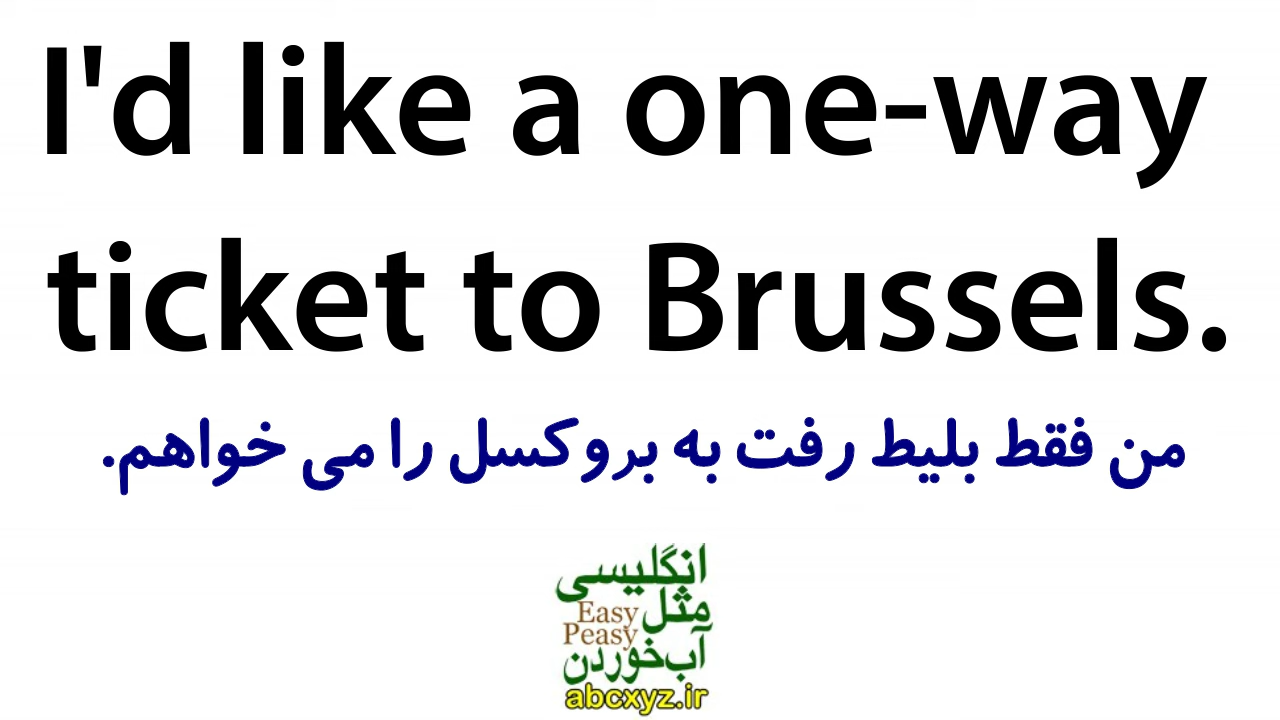 I'd like a one-way
ticket to Brussels.
من فقط بلیط رفت به بروکسل را می خواهم.
انگلیسی
مثل
Easy
Peasy
آب خوردن
abcxyz.ir